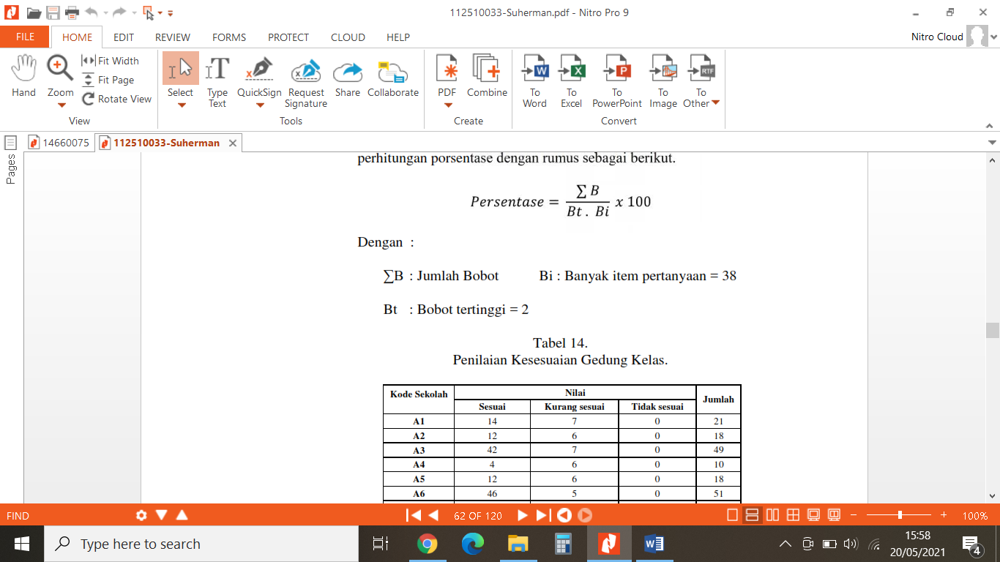 112510033-Suherman.pdf - Nitro Pro 9
FILE HOME EDIT REVIEW FORMS PROTECT CLOUD HELP Nitro Cloud
Hand Zoom Fit Width Fit Page Rotate View
View
Select Type Text QuickSign Request Signature Share Collaborate
Tools
PDF Combine
Create
To Word To Excel To PowerPoint To Image To Other
Convert
14660075 112510033-Suherman
Pages
perhitungan porsentase dengan rumus sebagai berikut.
Persentase = ∑ B / Bt . Bi x 100
Dengan :
∑B : Jumlah Bobot Bi : Banyak item pertanyaan = 38
Bt : Bobot tertinggi = 2
Tabel 14.
Penilaian Kesesuaian Gedung Kelas.
Kode Sekolah Nilai Jumlah
Sesuai Kurang sesuai Tidak sesuai
A1 14 7 0 21
A2 12 6 0 18
A3 42 7 0 49
A4 4 6 0 10
A5 12 6 0 18
A6 46 5 0 51
FIND 62 OF 120 100%
Type here to search 15:58
20/05/2021 4